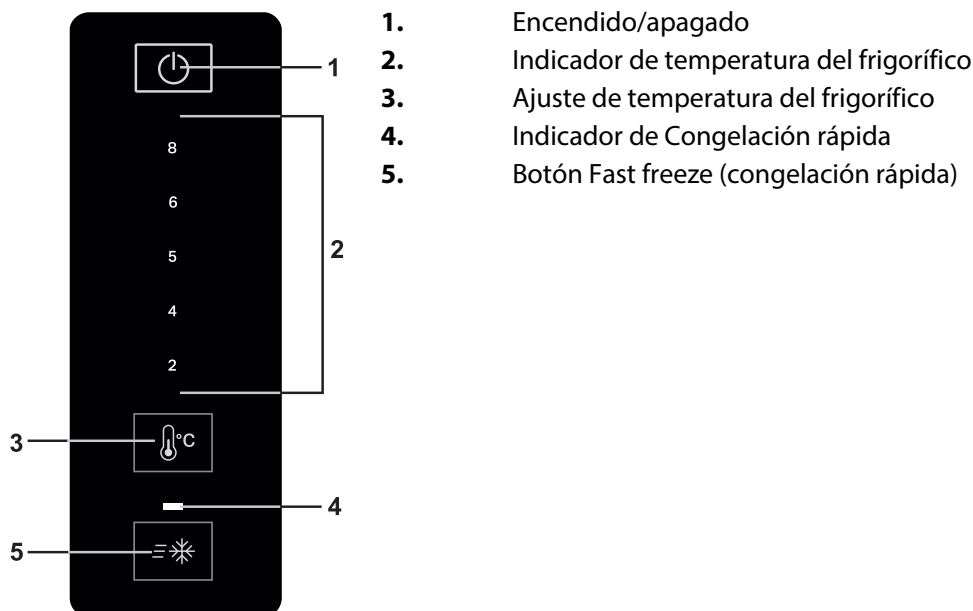 1. Encendido/apagado
2. Indicador de temperatura del frigorífico
3. Ajuste de temperatura del frigorífico
4. Indicador de Congelación rápida
5. Botón Fast freeze (congelación rápida)
1
8
6
5
2
4
2
3
°C
4
5